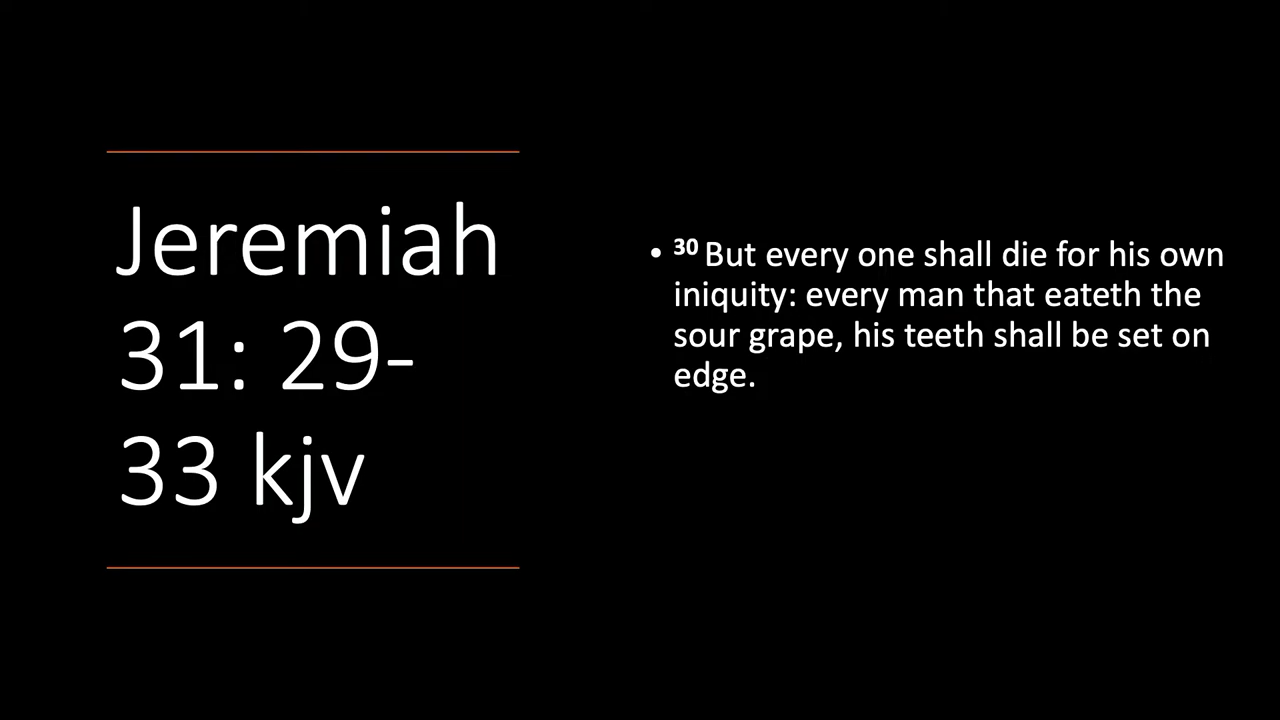 Jeremiah
31: 29-
33 kjv
• 30 But every one shall die for his own
iniquity: every man that eateth the
sour grape, his teeth shall be set on
edge.